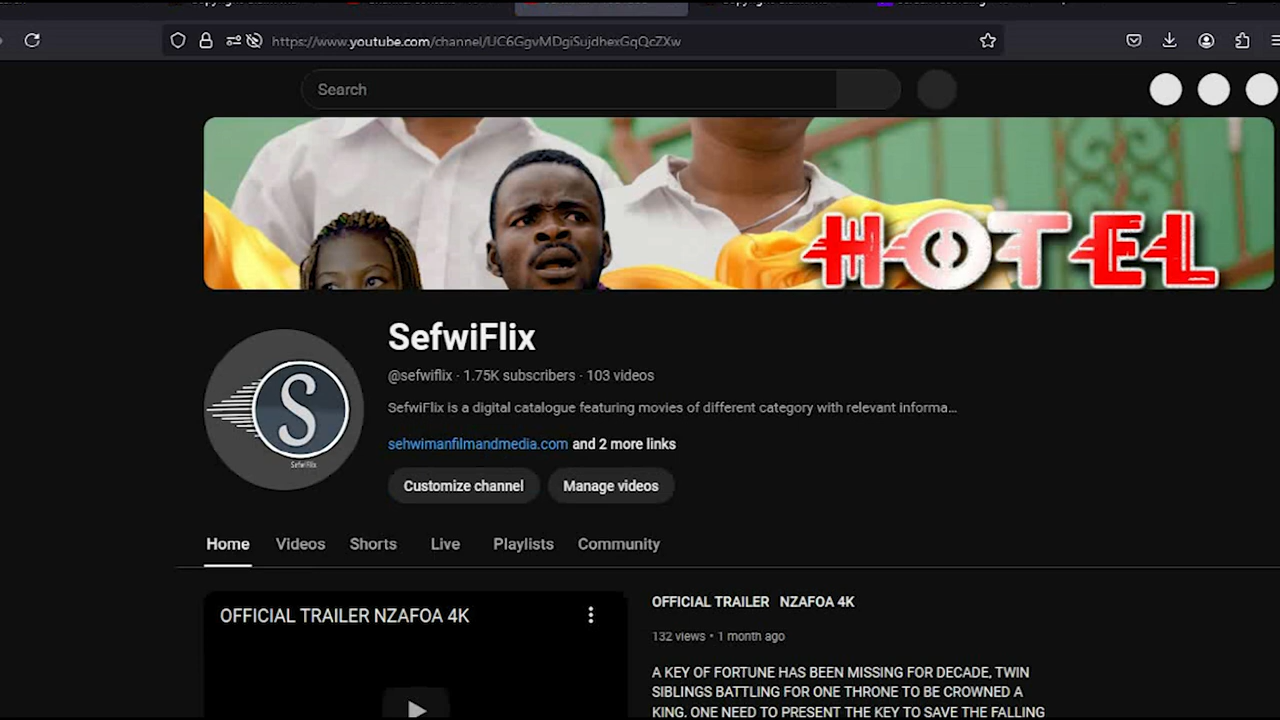 https://www.youtube.com/channel/UC6GgvMDgiSujdhexGqQcZXw
Search
HOTEL
SefwiFlix
@sefwiflix · 1.75K subscribers · 103 videos
SefwiFlix is a digital catalogue featuring movies of different category with relevant informa...
S
SefwiFlix
sehwimanfilmandmedia.com and 2 more links
Customize channel
Manage videos
Home Videos Shorts Live Playlists Community
OFFICIAL TRAILER NZAFOA 4K
OFFICIAL TRAILER NZAFOA 4K
132 views • 1 month ago
A KEY OF FORTUNE HAS BEEN MISSING FOR DECADE, TWIN
SIBLINGS BATTLING FOR ONE THRONE TO BE CROWNED A
KING. ONE NEED TO PRESENT THE KEY TO SAVE THE FALLING